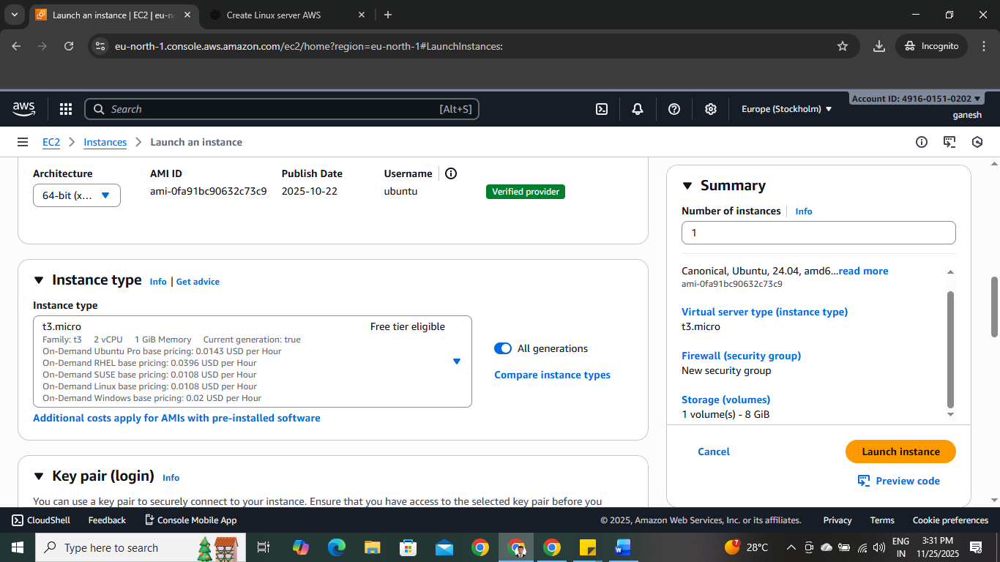 Launch an instance | EC2 | eu-n
Create Linux server AWS
eu-north-1.console.aws.amazon.com/ec2/home?region=eu-north-1#LaunchInstances:
Incognito
aws
Search
[Alt+S]
Europe (Stockholm)
Account ID: 4916-0151-0202
ganesh
EC2
Instances
Launch an instance
Architecture
AMI ID
Publish Date
Username
64-bit (x...
ami-0fa91bc90632c73c9
2025-10-22
ubuntu
Verified provider
Instance type
Info | Get advice
Instance type
t3.micro
Free tier eligible
Family: t3 2 vCPU 1 GiB Memory Current generation: true
On-Demand Ubuntu Pro base pricing: 0.0143 USD per Hour
On-Demand RHEL base pricing: 0.0396 USD per Hour
On-Demand SUSE base pricing: 0.0108 USD per Hour
On-Demand Linux base pricing: 0.0108 USD per Hour
On-Demand Windows base pricing: 0.02 USD per Hour
All generations
Compare instance types
Additional costs apply for AMIs with pre-installed software
Key pair (login)
Info
You can use a key pair to securely connect to your instance. Ensure that you have access to the selected key pair before you
Summary
Number of instances
Info
1
Canonical, Ubuntu, 24.04, amd6...read more
ami-0fa91bc90632c73c9
Virtual server type (instance type)
t3.micro
Firewall (security group)
New security group
Storage (volumes)
1 volume(s) - 8 GiB
Cancel
Launch instance
Preview code
CloudShell
Feedback
Console Mobile App
© 2025, Amazon Web Services, Inc. or its affiliates.
Privacy
Terms
Cookie preferences
Type here to search
7
28°C
ENG
IN
3:31 PM
11/25/2025